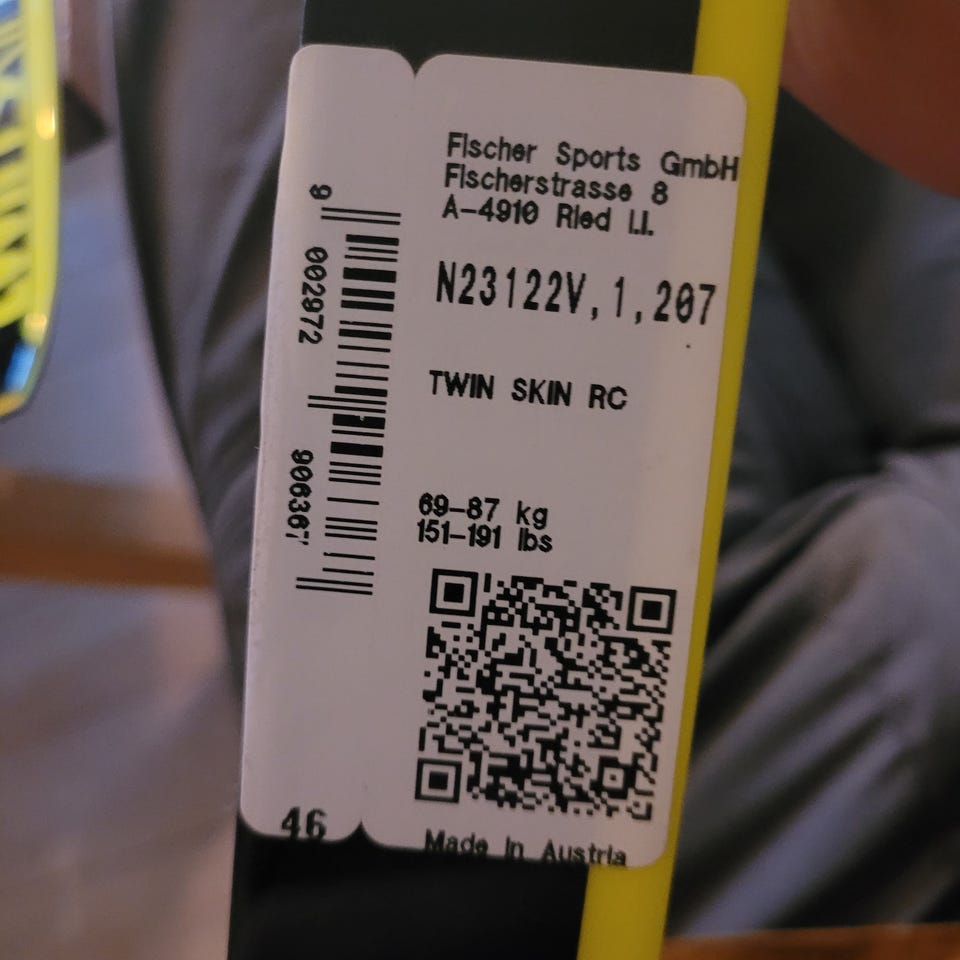 Fischer Sports GmbH
Fischerstrasse 8
A-4910 Ried i.I.
N23122V,1,207
TWIN SKIN RC
69-87 kg
151-191 lbs
Made in Austria
9 002972 906367
46